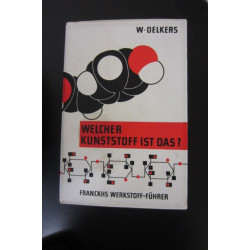 W·OELKERS
WELCHER
KUNSTSTOFF IST DAS?
FRANCKHS WERKSTOFF-FÜHRER